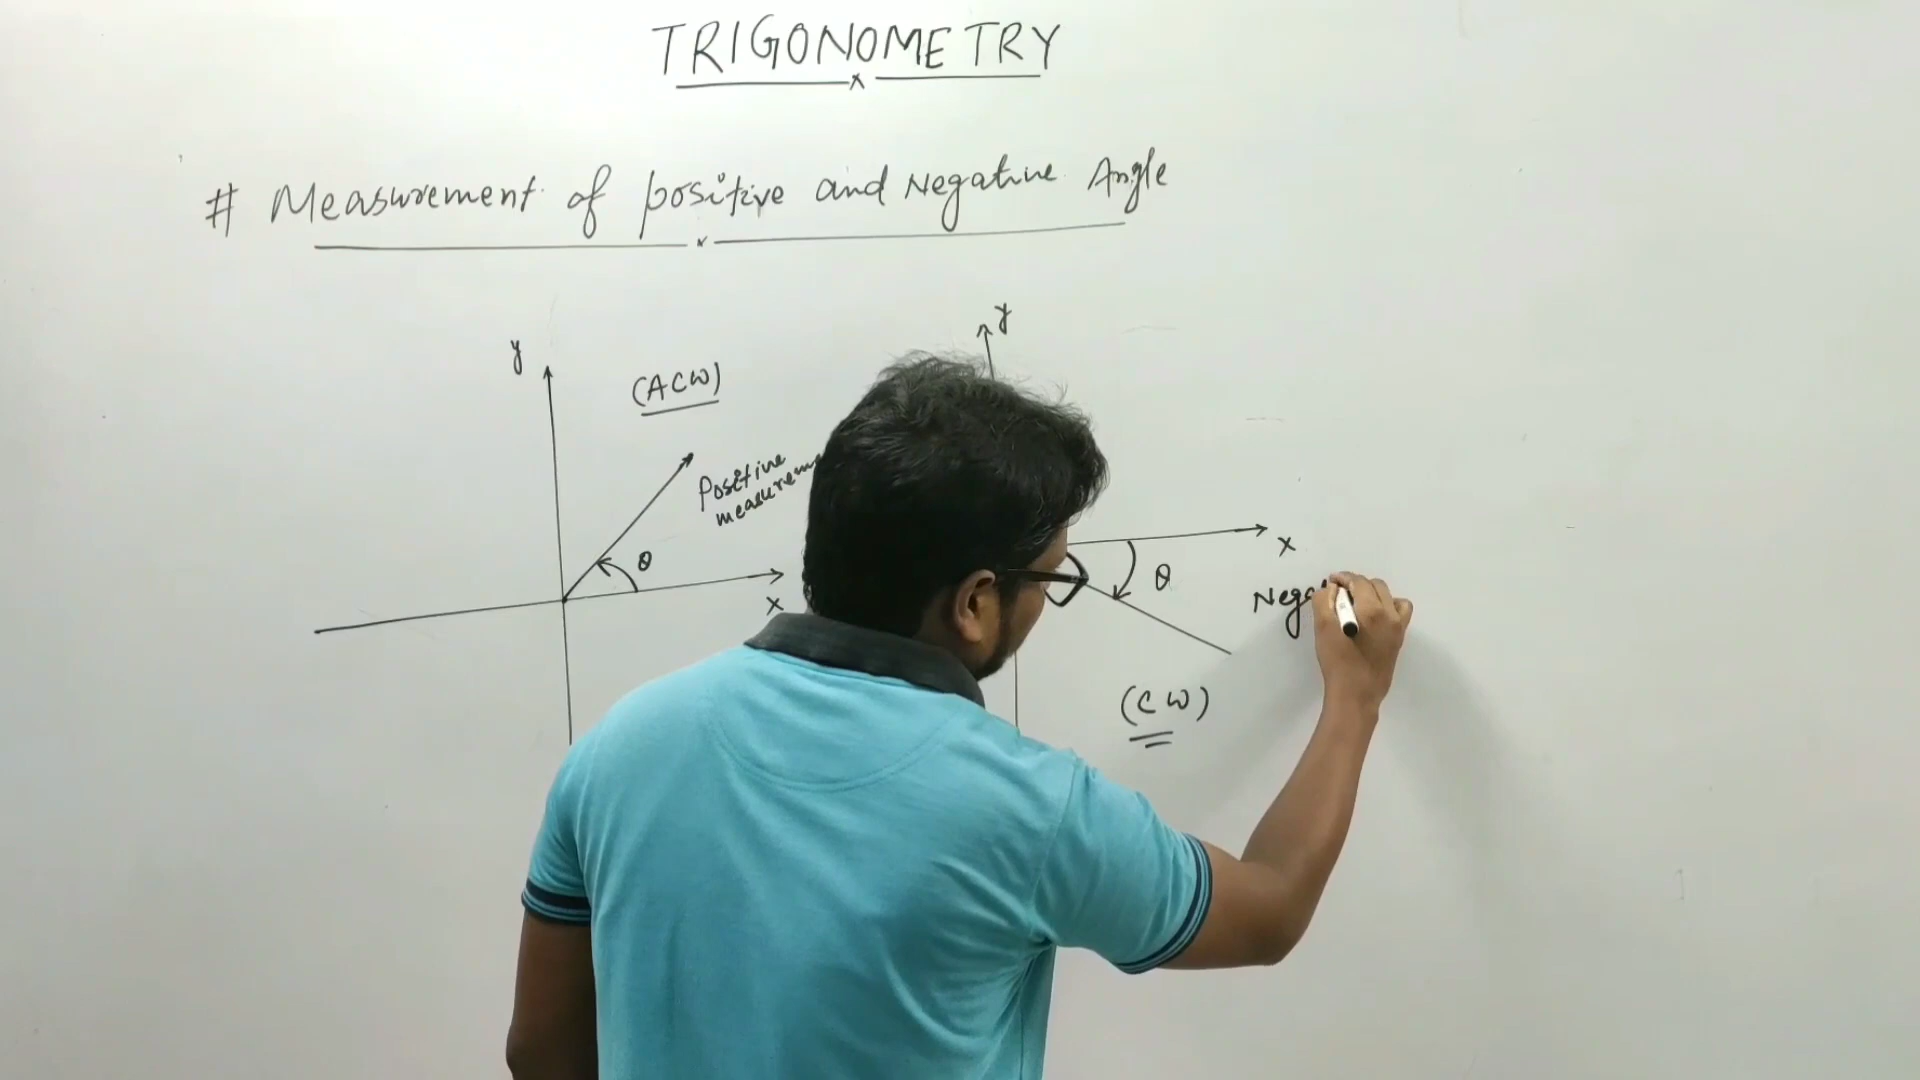 TRIGONOMETRY
# Measurement of positive and Negative Angle
y
(ACW)
Positive
θ
x
y
x
θ
(CW)